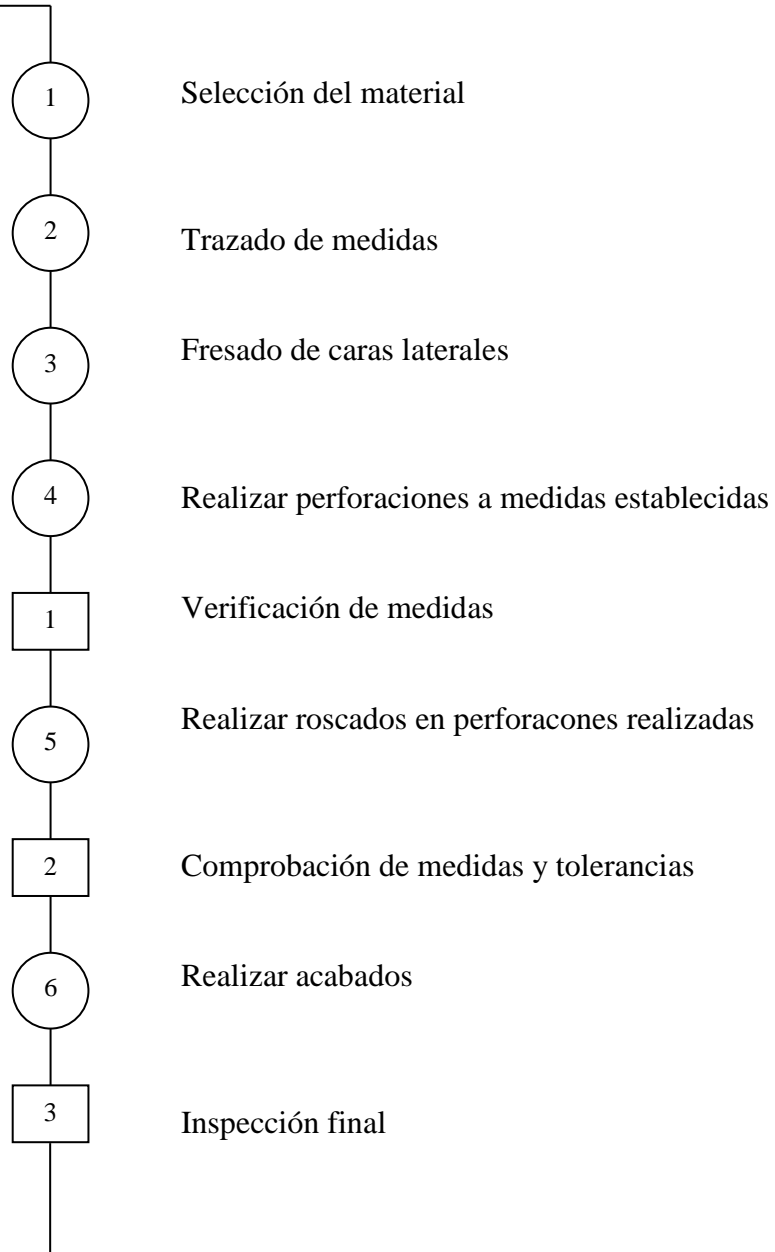 1 Selección del material
2 Trazado de medidas
3 Fresado de caras laterales
4 Realizar perforaciones a medidas establecidas
1 Verificación de medidas
5 Realizar roscados en perforacones realizadas
2 Comprobación de medidas y tolerancias
6 Realizar acabados
3 Inspección final